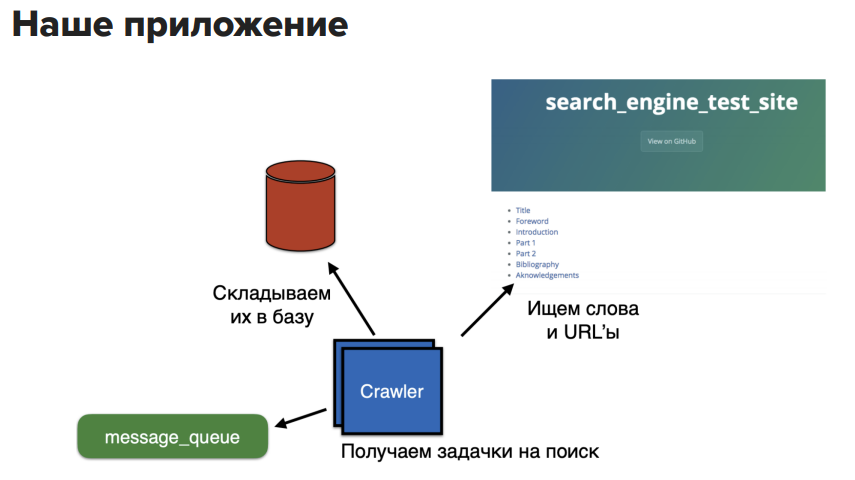 Наше приложение
search_engine_test_site
View on GitHub
Title
Foreword
Introduction
Part 1
Part 2
Bibliography
Aknowledgements
Складываем
их в базу
Ищем слова
и URL’ы
Crawler
message_queue
Получаем задачки на поиск